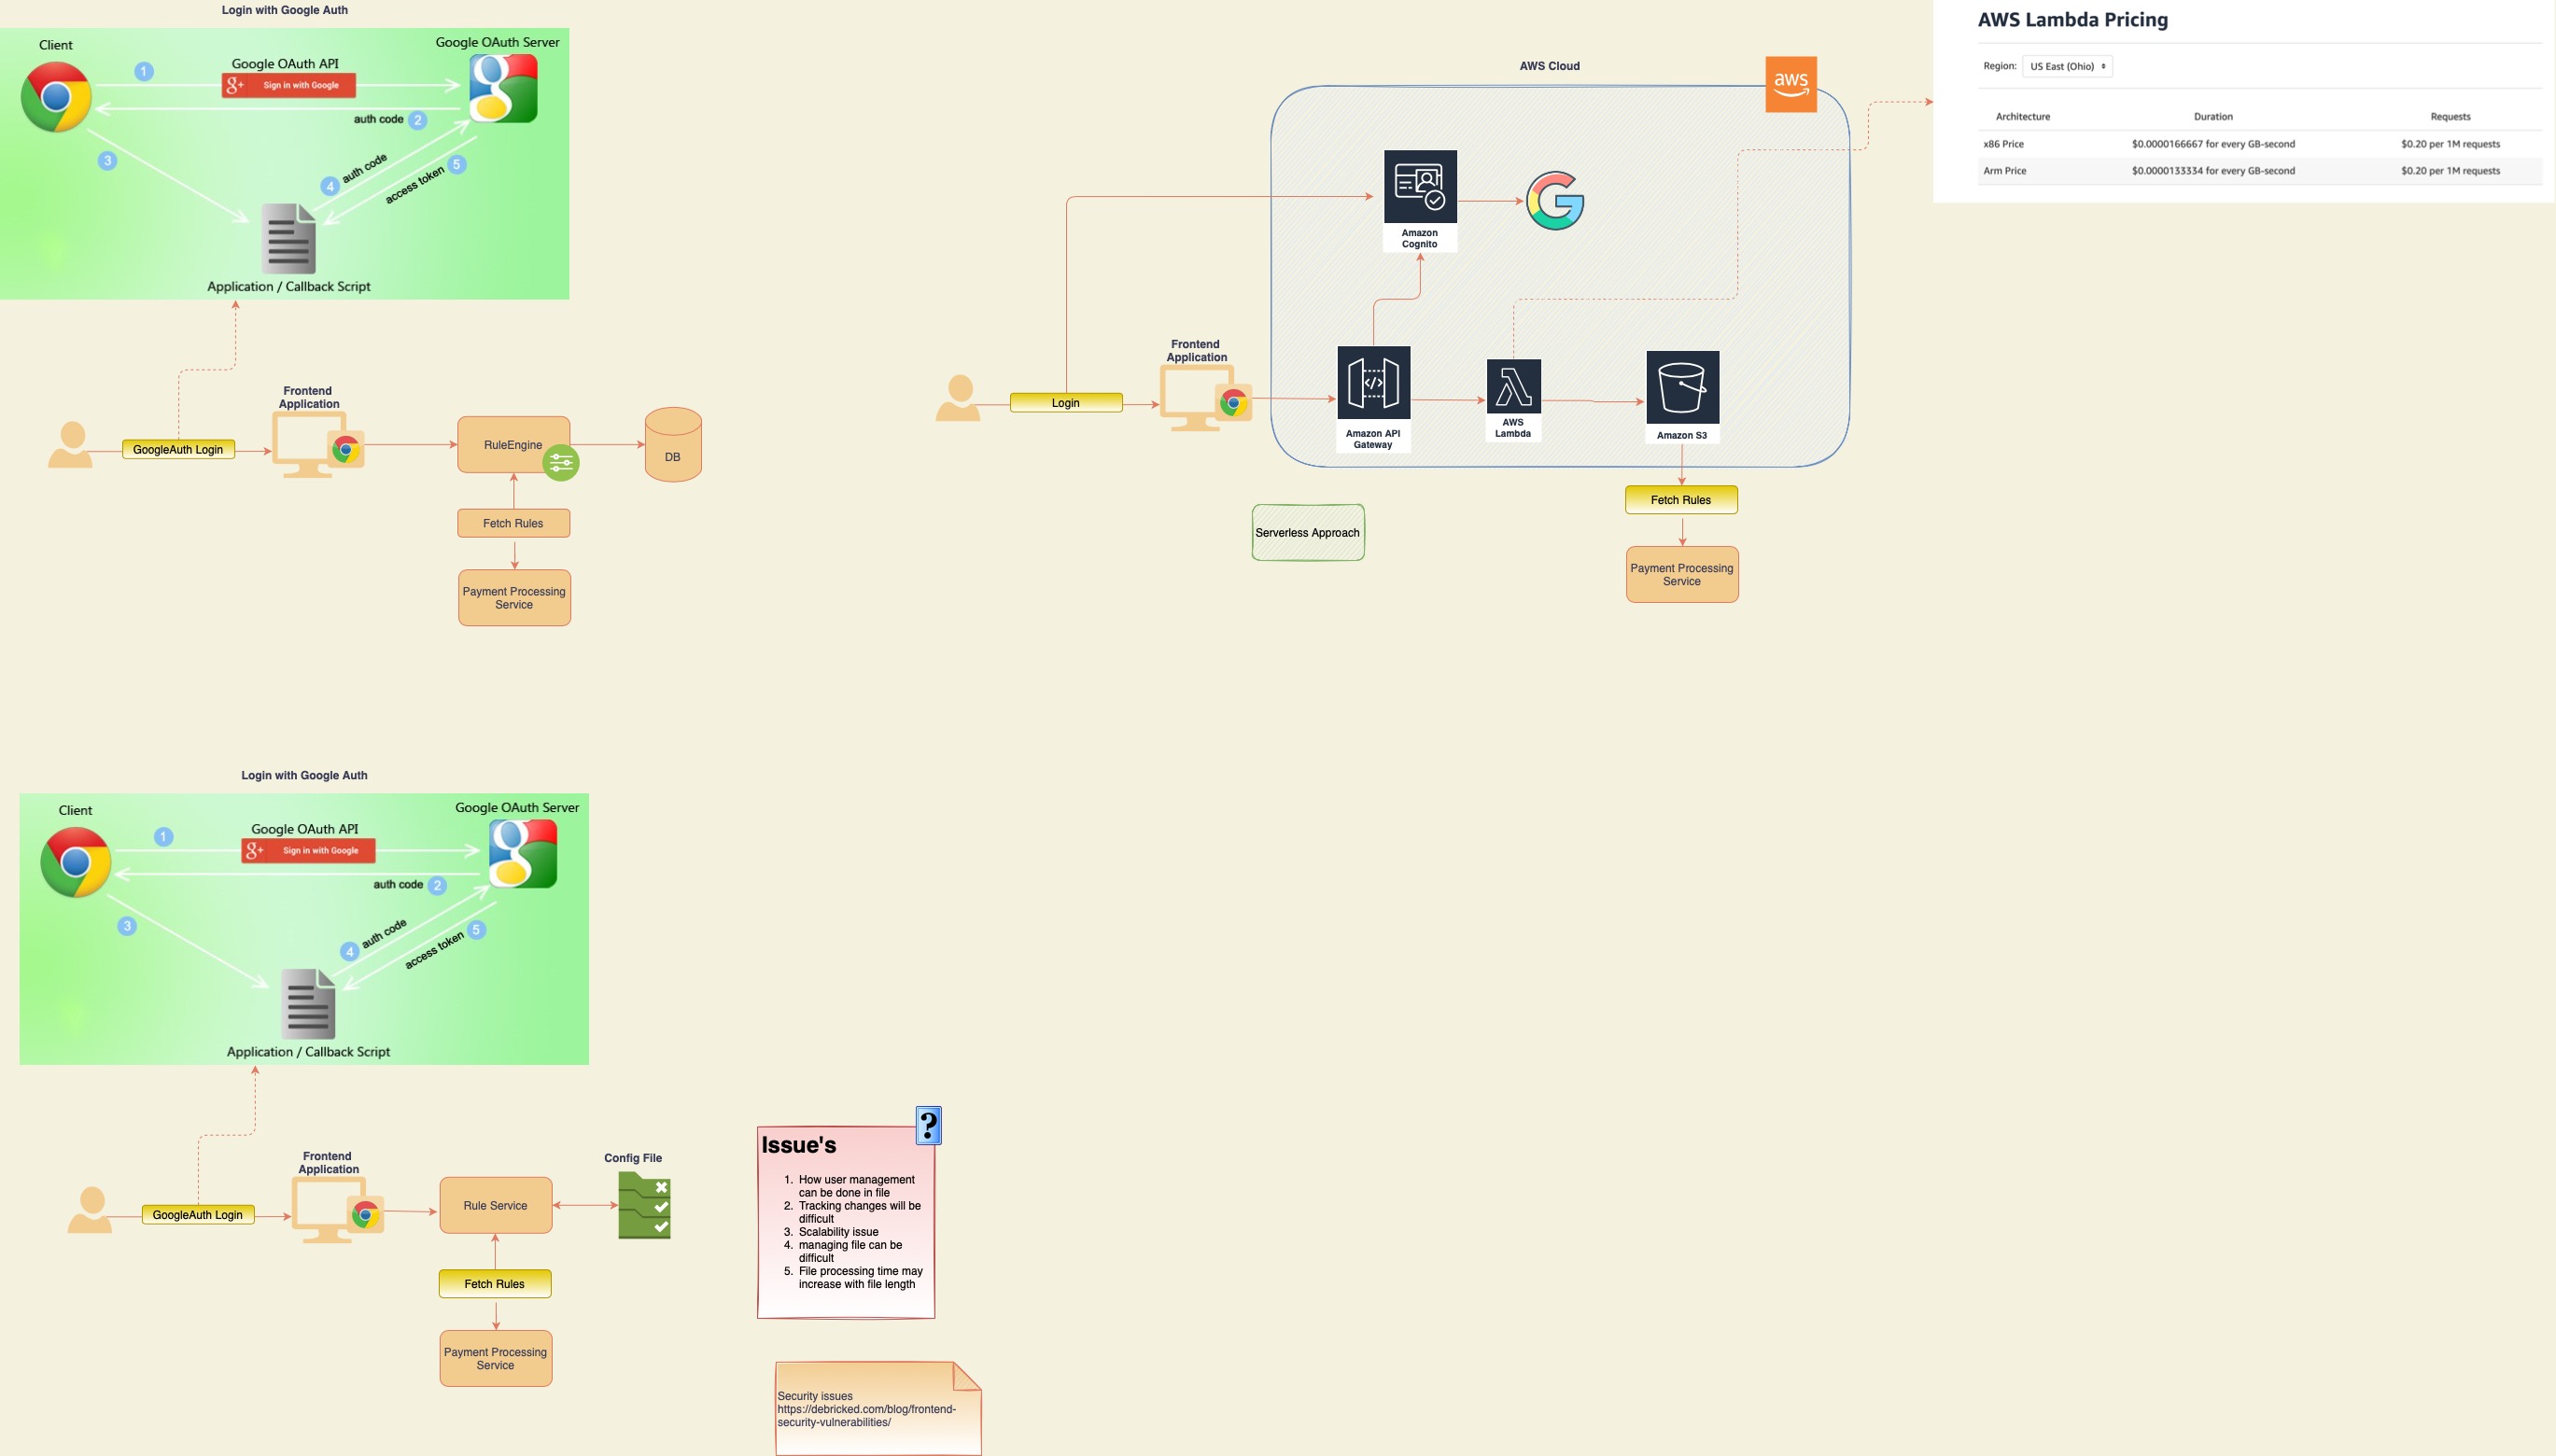 Login with Google Auth
Client
Google OAuth Server
Google OAuth API
1
g+ Sign in with Google
auth code 2
3
4 auth code
access token 5
Application / Callback Script
Frontend
Application
GoogleAuth Login
RuleEngine
DB
Fetch Rules
Payment Processing
Service
AWS Cloud
aws
Amazon
Cognito
Frontend
Application
Login
</>
Amazon API
Gateway
AWS
Lambda
Amazon S3
Fetch Rules
Serverless Approach
Payment Processing
Service
AWS Lambda Pricing
Region: US East (Ohio)
Architecture Duration Requests
x86 Price $0.0000166667 for every GB-second $0.20 per 1M requests
Arm Price $0.0000133334 for every GB-second $0.20 per 1M requests
Login with Google Auth
Client
Google OAuth Server
Google OAuth API
1
g+ Sign in with Google
auth code 2
3
4 auth code
access token 5
Application / Callback Script
Frontend
Application
GoogleAuth Login
Rule Service
Config File
Fetch Rules
Payment Processing
Service
?
Issue's
1. How user management
can be done in file
2. Tracking changes will be
difficult
3. Scalability issue
4. managing file can be
difficult
5. File processing time may
increase with file length
Security issues
https://debricked.com/blog/frontend-
security-vulnerabilities/